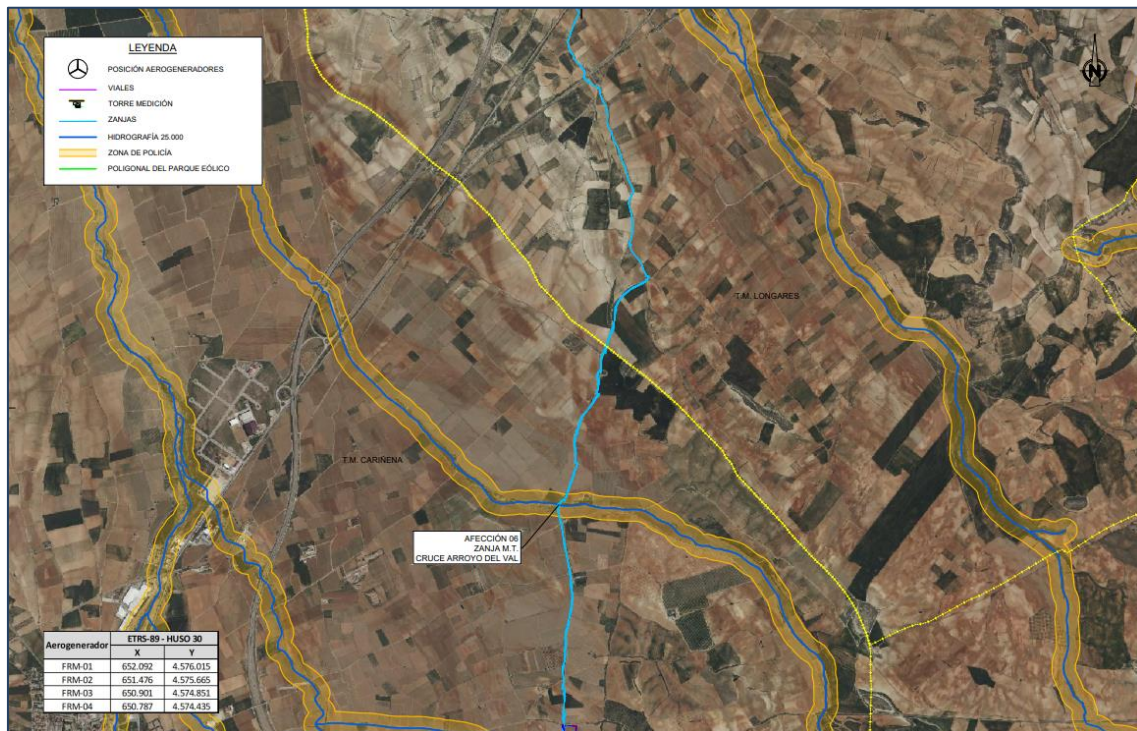 LEYENDA
POSICIÓN AEROGENERADORES
VIALES
TORRE MEDICIÓN
ZANJAS
HIDROGRAFÍA 25.000
ZONA DE POLICÍA
POLIGONAL DEL PARQUE EÓLICO
N
T.M. LONGARES
T.M. CARIÑENA
AFECCIÓN 06
ZANJA M.T.
CRUCE ARROYO DEL VAL
Aerogenerador ETRS-89 - HUSO 30
X Y
FRM-01 652.092 4.576.015
FRM-02 651.476 4.575.665
FRM-03 650.901 4.574.851
FRM-04 650.787 4.574.435